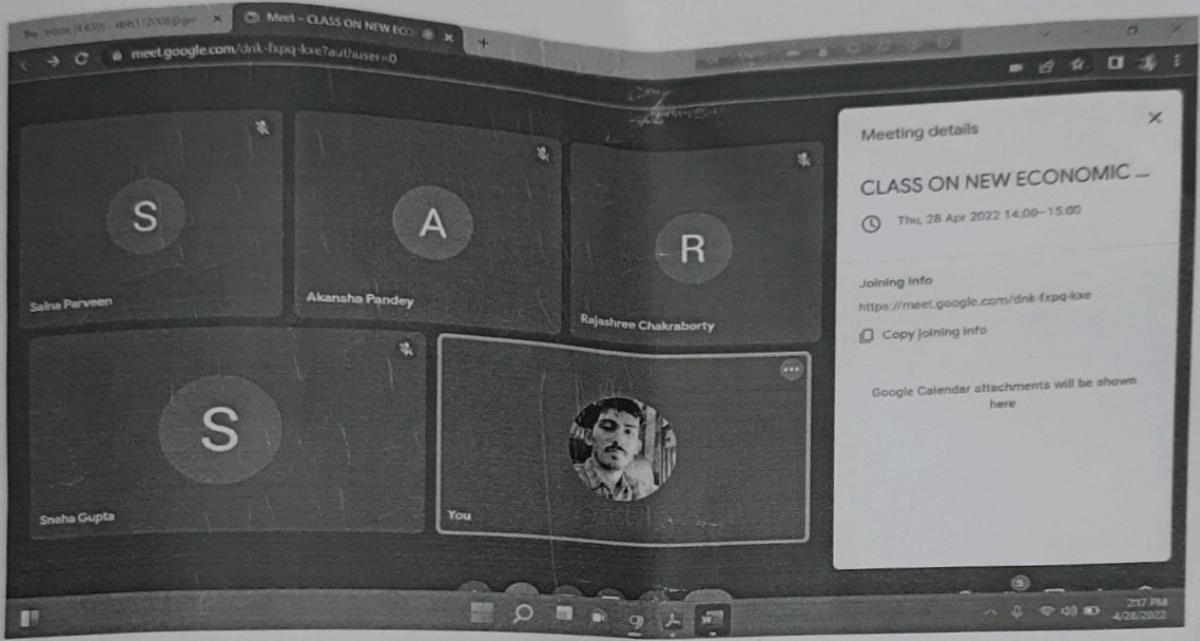 Meet - CLASS ON NEW ECO
meet.google.com/dnk-fxpq-kxe?authuser=0
S
A
R
Saina Parveen
Akansha Pandey
Rajashree Chakraborty
S
Sneha Gupta
You
Meeting details
CLASS ON NEW ECONOMIC ...
Thu, 28 Apr 2022 14:00–15:00
Joining info
https://meet.google.com/dnk-fxpq-kxe
Copy joining info
Google Calendar attachments will be shown
here
5
2:17 PM
4/28/2022